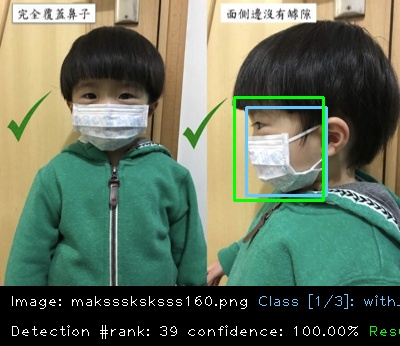 完全覆蓋鼻子
面側邊沒有罅隙
Image: maksssksksss160.png Class [1/3]: with_
Detection #rank: 39 confidence: 100.00% Res